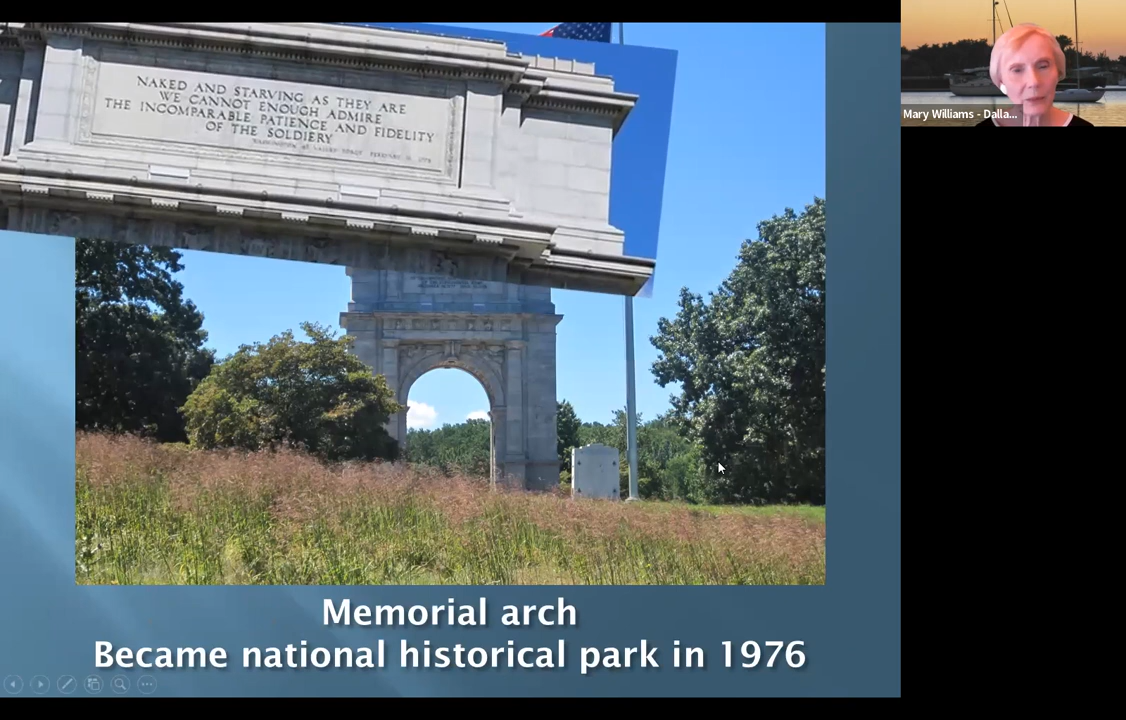 NAKED AND STARVING AS THEY ARE
WE CANNOT ENOUGH ADMIRE
THE INCOMPARABLE PATIENCE AND FIDELITY
OF THE SOLDIERY
Mary Williams - Dalla...
Memorial arch
Became national historical park in 1976